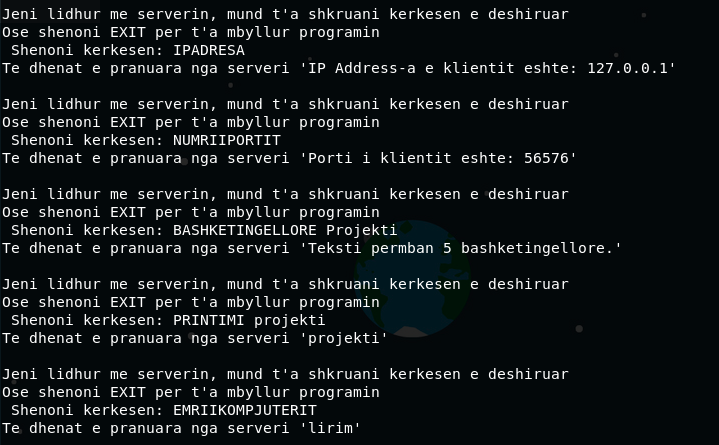 Jeni lidhur me serverin, mund t'a shkruani kerkesen e deshiruar
Ose shenoni EXIT per t'a mbyllur programin
Shenoni kerkesen: IPADRESA
Te dhenat e pranuara nga serveri 'IP Address-a e klientit eshte: 127.0.0.1'
Jeni lidhur me serverin, mund t'a shkruani kerkesen e deshiruar
Ose shenoni EXIT per t'a mbyllur programin
Shenoni kerkesen: NUMRIIPORTIT
Te dhenat e pranuara nga serveri 'Porti i klientit eshte: 56576'
Jeni lidhur me serverin, mund t'a shkruani kerkesen e deshiruar
Ose shenoni EXIT per t'a mbyllur programin
Shenoni kerkesen: BASHKETINGELLORE Projekti
Te dhenat e pranuara nga serveri 'Teksti permban 5 bashketingellore.'
Jeni lidhur me serverin, mund t'a shkruani kerkesen e deshiruar
Ose shenoni EXIT per t'a mbyllur programin
Shenoni kerkesen: PRINTIMI projekti
Te dhenat e pranuara nga serveri 'projekti'
Jeni lidhur me serverin, mund t'a shkruani kerkesen e deshiruar
Ose shenoni EXIT per t'a mbyllur programin
Shenoni kerkesen: EMRIIKOMPJUTERIT
Te dhenat e pranuara nga serveri 'lirim'